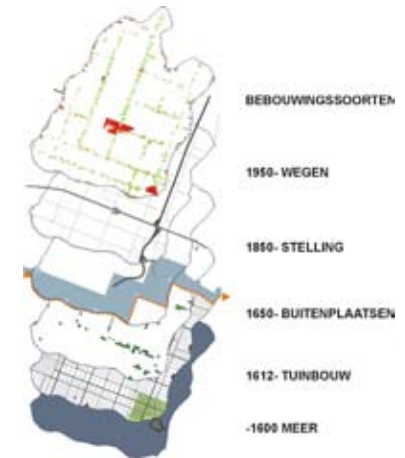 BEBOUWINGSSOORTEN
1950- WEGEN
1850- STELLING
1650- BUITENPLAATSEN
1612- TUINBOUW
-1600 MEER